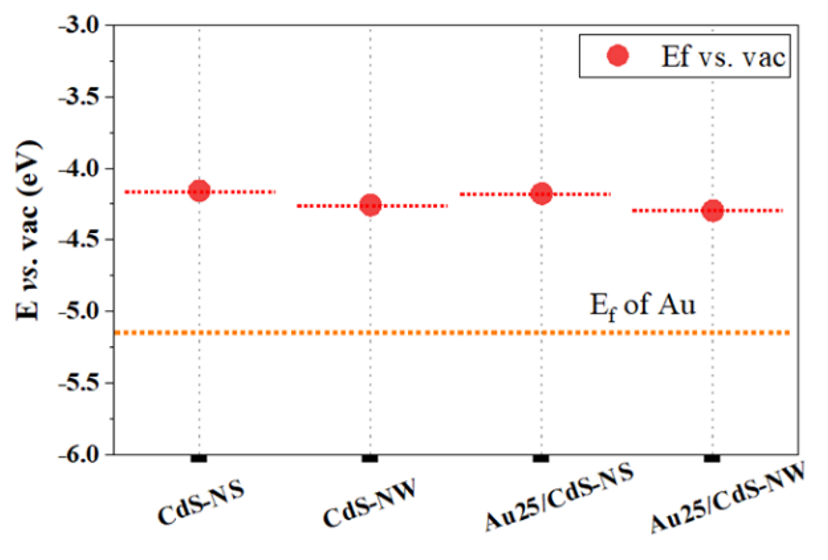 -3.0
Ef vs. vac
-3.5
-4.0
-4.5
E vs. vac (eV)
-5.0
Ef of Au
-5.5
-6.0
CdS-NS
CdS-NW
Au25/CdS-NS
Au25/CdS-NW